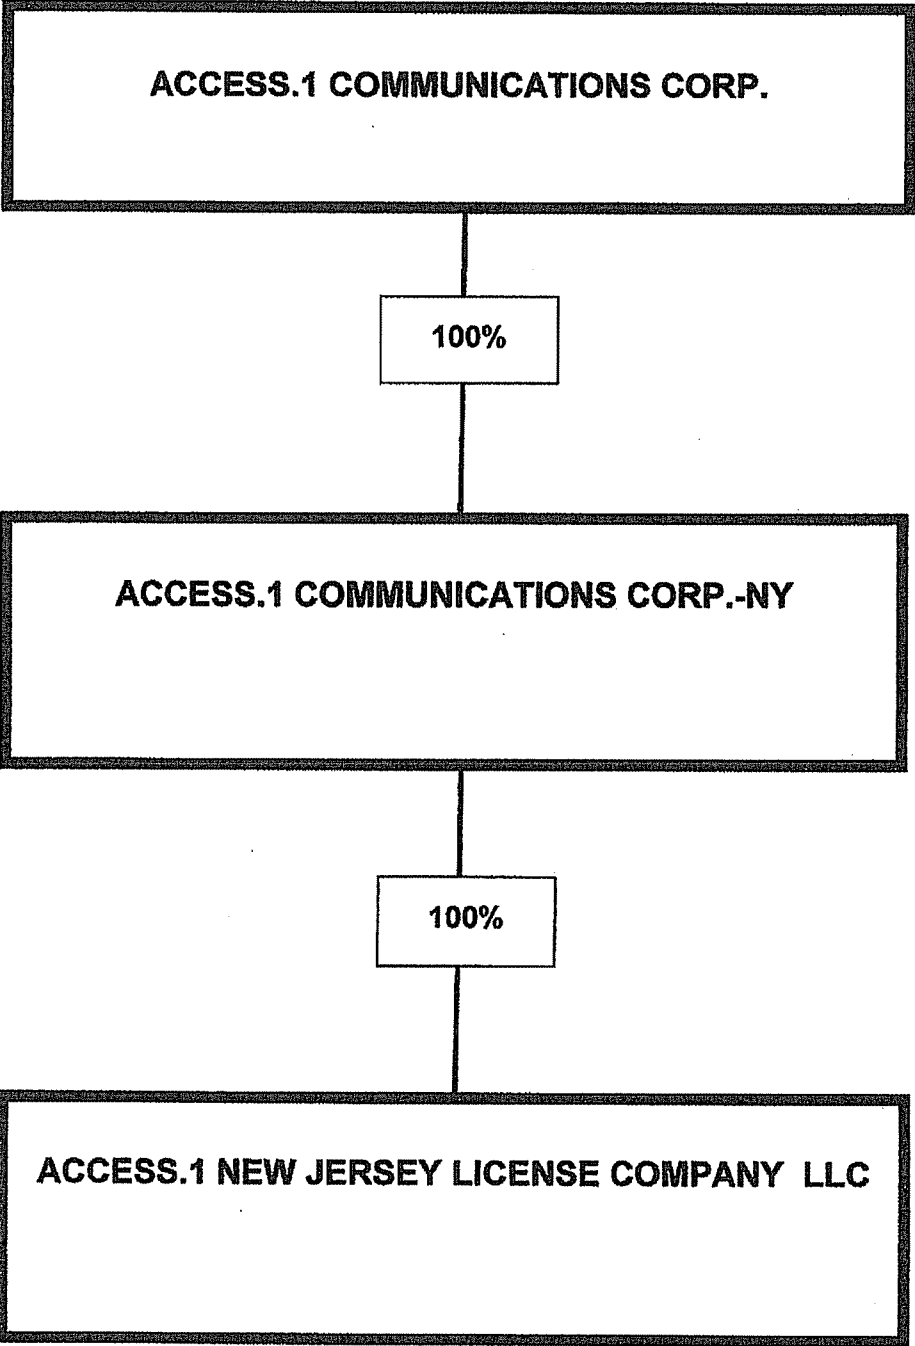 ACCESS.1 COMMUNICATIONS CORP.
100%
ACCESS.1 COMMUNICATIONS CORP.-NY
100%
ACCESS.1 NEW JERSEY LICENSE COMPANY LLC